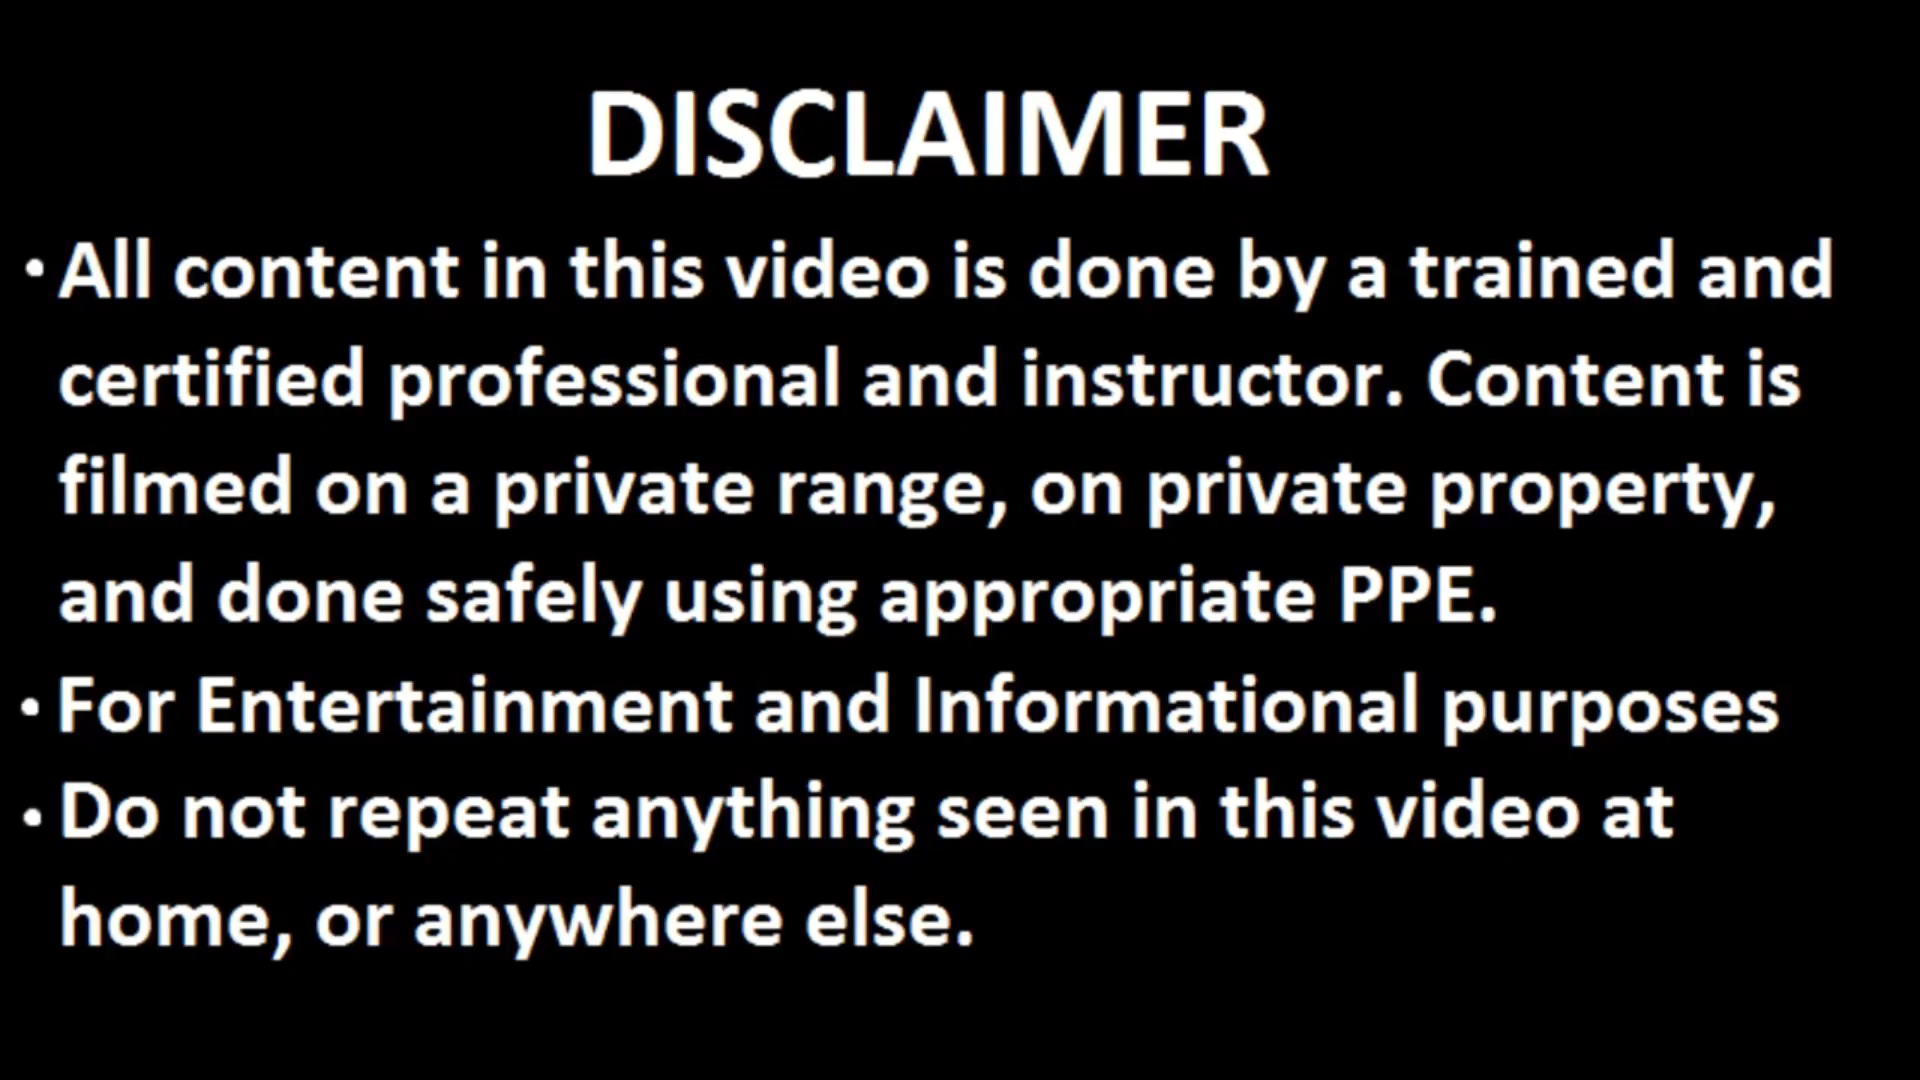 DISCLAIMER
• All content in this video is done by a trained and
certified professional and instructor. Content is
filmed on a private range, on private property,
and done safely using appropriate PPE.
• For Entertainment and Informational purposes
• Do not repeat anything seen in this video at
home, or anywhere else.